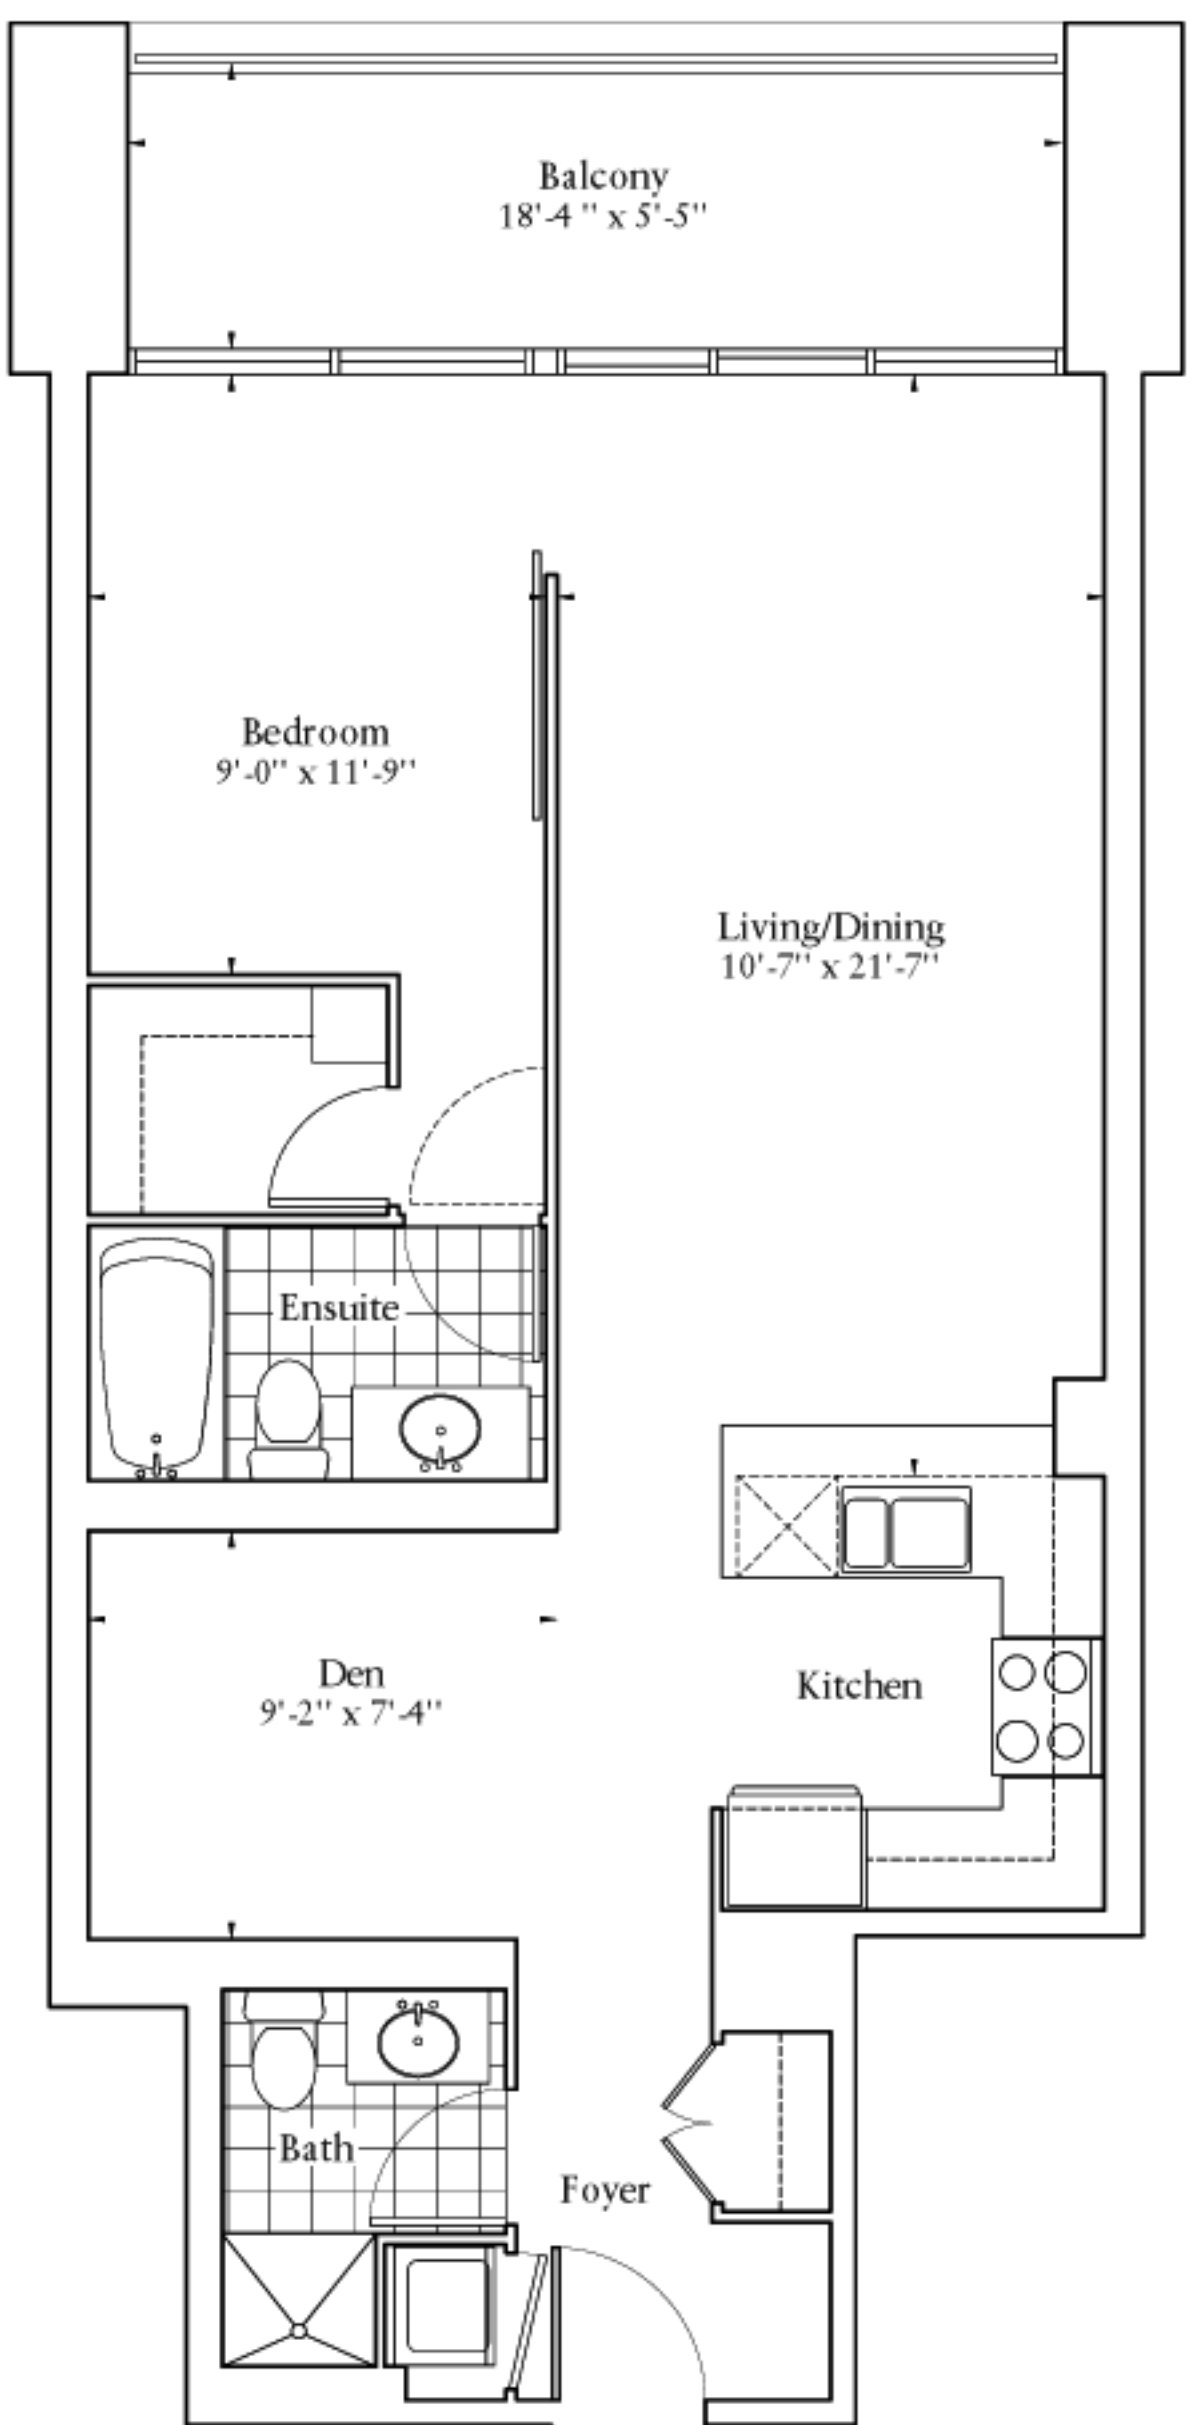 Balcony
18'-4 " x 5'-5"
Bedroom
9'-0" x 11'-9"
Living/Dining
10'-7" x 21'-7"
Ensuite
Den
9'-2" x 7'-4"
Kitchen
Bath
Foyer